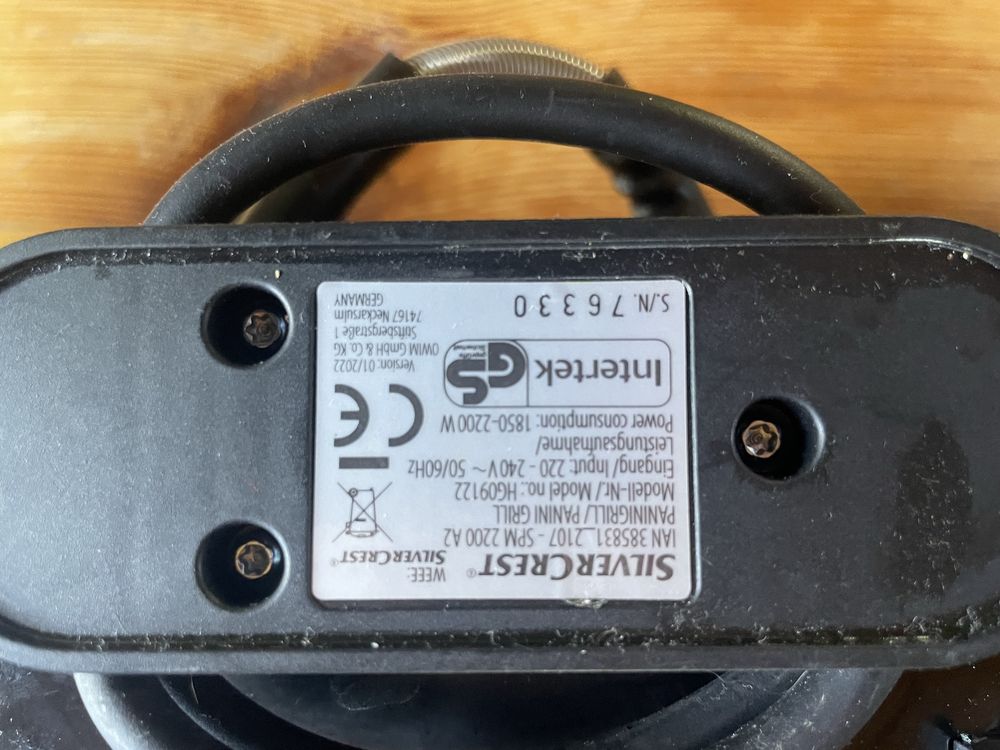 SILVERCREST®
IAN 385831_2107 - SPM 2200 A2
PANINIGRILL/ PANINI GRILL
Modell-Nr./ Model no.: HG09122
Eingang/ Input: 220 - 240 V ~ 50/60Hz
Leistungsaufnahme/
Power consumption: 1850–2200 W
Intertek
GS
geprüfte
Sicherheit
S./N. 76330
WEEE:
SILVERCREST®
CE
Version: 01/2022
OWIM GmbH & Co. KG
Stiftsbergstraße 1
74167 Neckarsulm
GERMANY